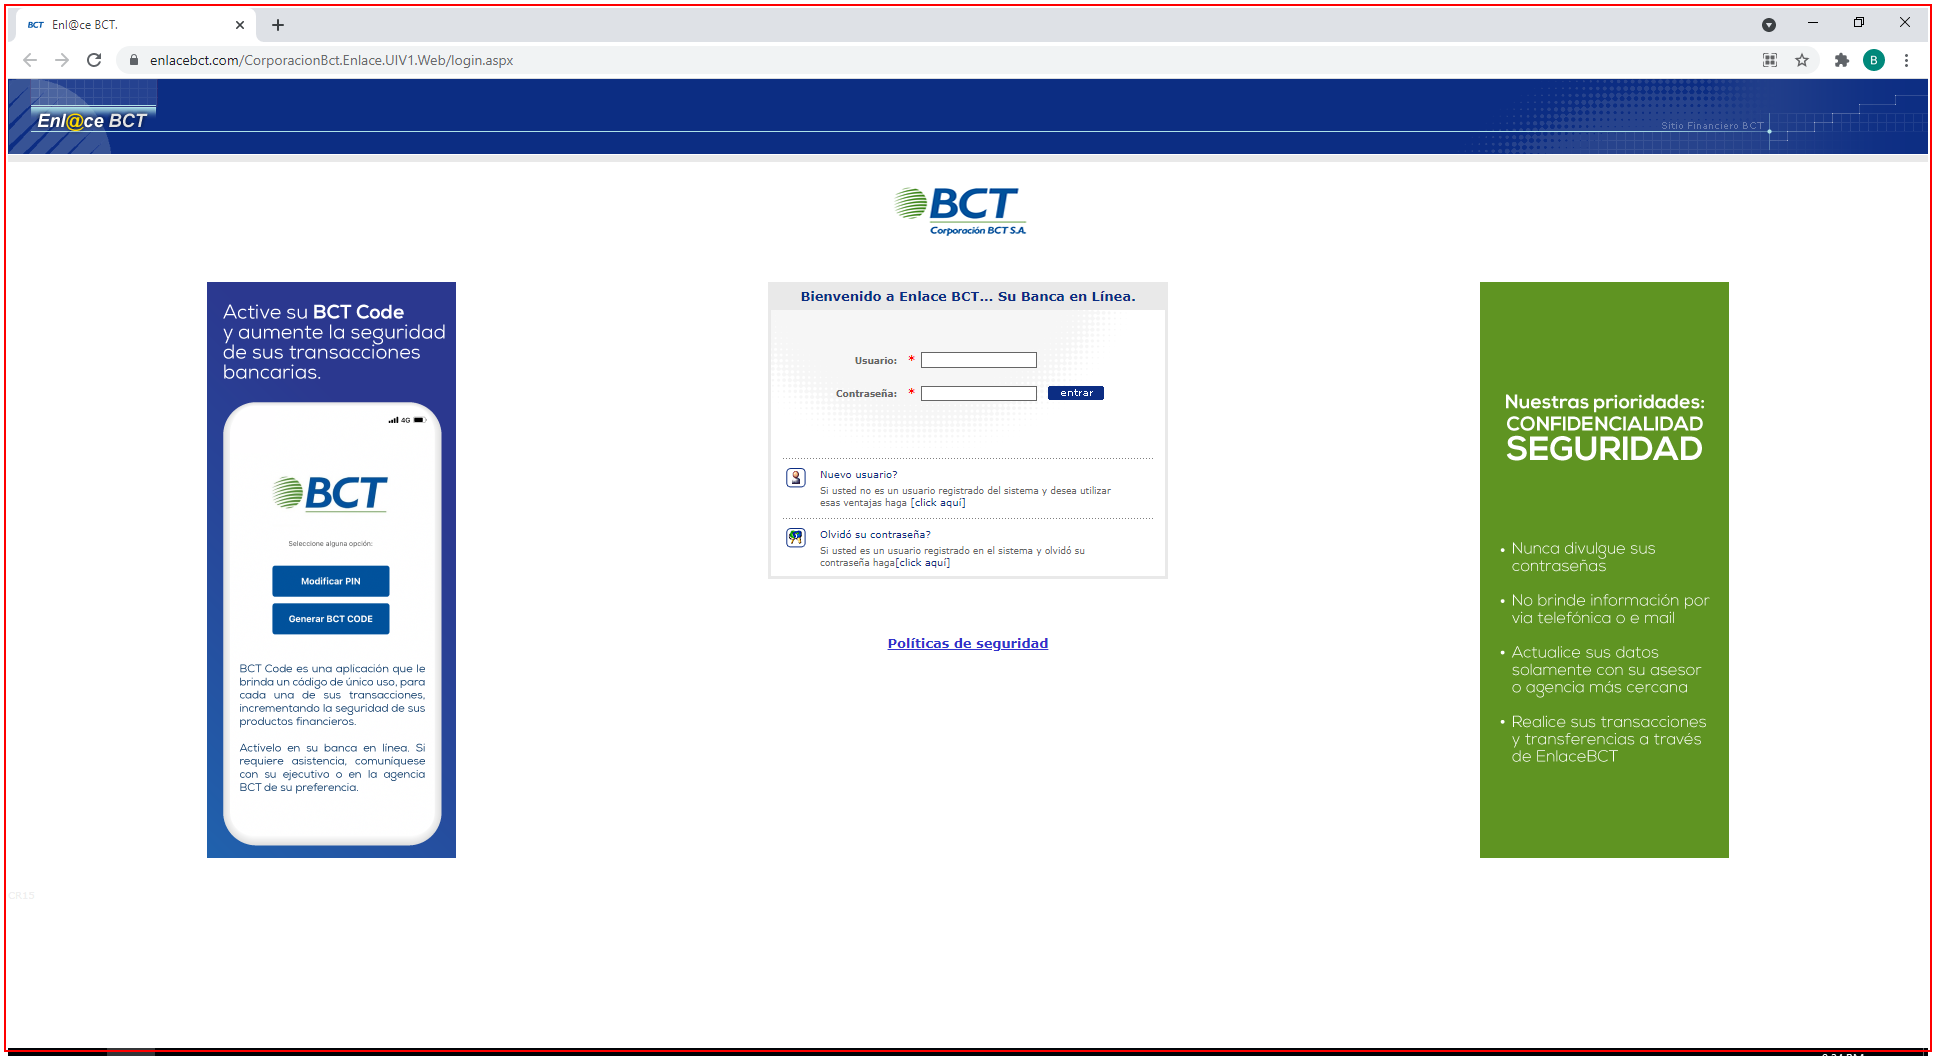 BCT Enl@ce BCT.
enlacebct.com/CorporacionBct.Enlace.UIV1.Web/login.aspx
B
Enl@ce BCT
Sitio Financiero BCT
BCT
Corporación BCT S.A.
Active su BCT Code
y aumente la seguridad
de sus transacciones
bancarias.
4G
BCT
Seleccione alguna opción:
Modificar PIN
Generar BCT CODE
BCT Code es una aplicación que le
brinda un código de único uso, para
cada una de sus transacciones,
incrementando la seguridad de sus
productos financieros.
Activelo en su banca en línea. Si
requiere asistencia, comuníquese
con su ejecutivo o en la agencia
BCT de su preferencia.
Bienvenido a Enlace BCT... Su Banca en Línea.
Usuario: *
Contraseña: * entrar
Nuevo usuario?
Si usted no es un usuario registrado del sistema y desea utilizar
esas ventajas haga [click aquí]
Olvidó su contraseña?
Si usted es un usuario registrado en el sistema y olvidó su
contraseña haga[click aquí]
Políticas de seguridad
Nuestras prioridades:
CONFIDENCIALIDAD
SEGURIDAD
• Nunca divulgue sus
contraseñas
• No brinde información por
via telefónica o e mail
• Actualice sus datos
solamente con su asesor
o agencia más cercana
• Realice sus transacciones
y transferencias a través
de EnlaceBCT
CR15